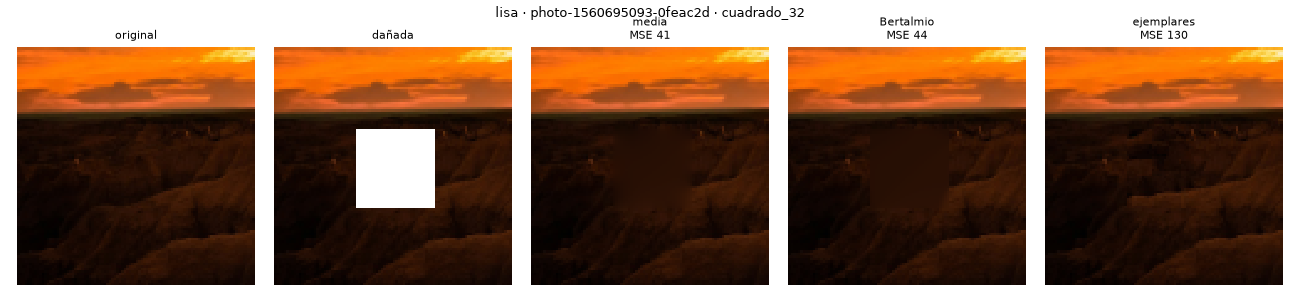 lisa · photo-1560695093-0feac2d · cuadrado_32
original
dañada
media
MSE 41
Bertalmio
MSE 44
ejemplares
MSE 130